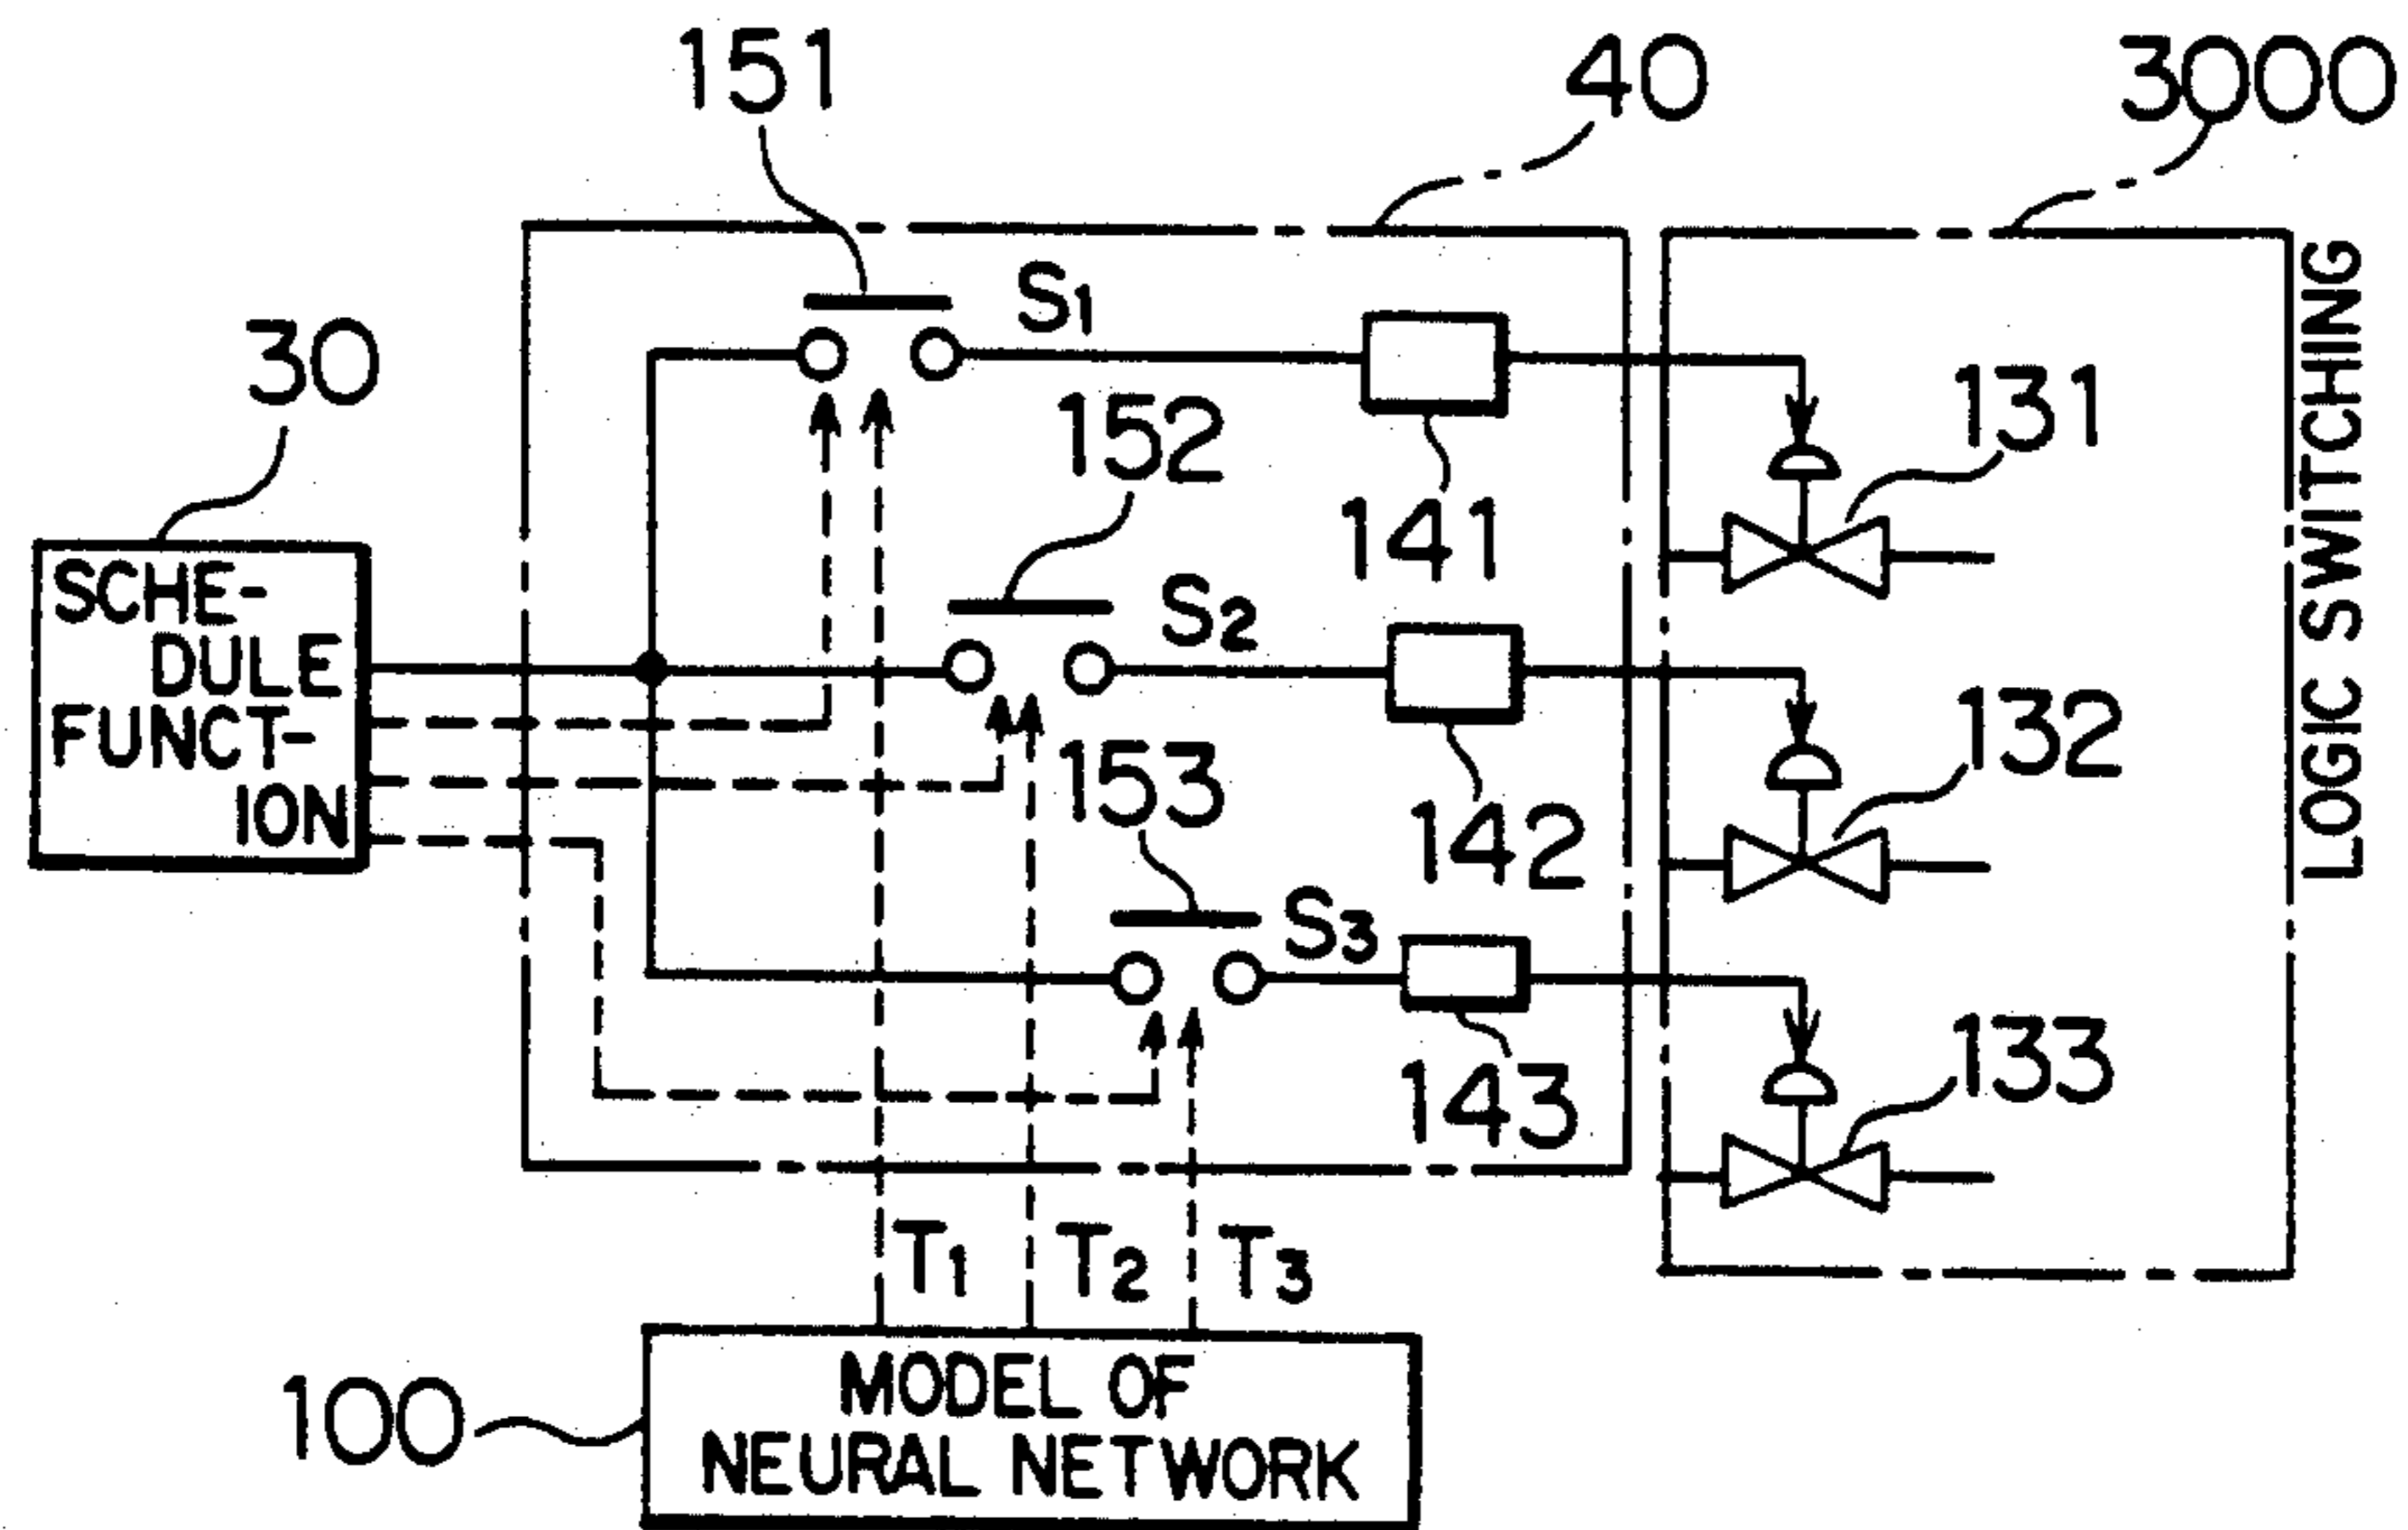 151
40
3000
30
S1
152
141
131
SCHE-
DULE
FUNCT-
ION
S2
153
142
132
LOGIC SWITCHING
S3
143
133
T1
T2
T3
100
MODEL OF
NEURAL NETWORK